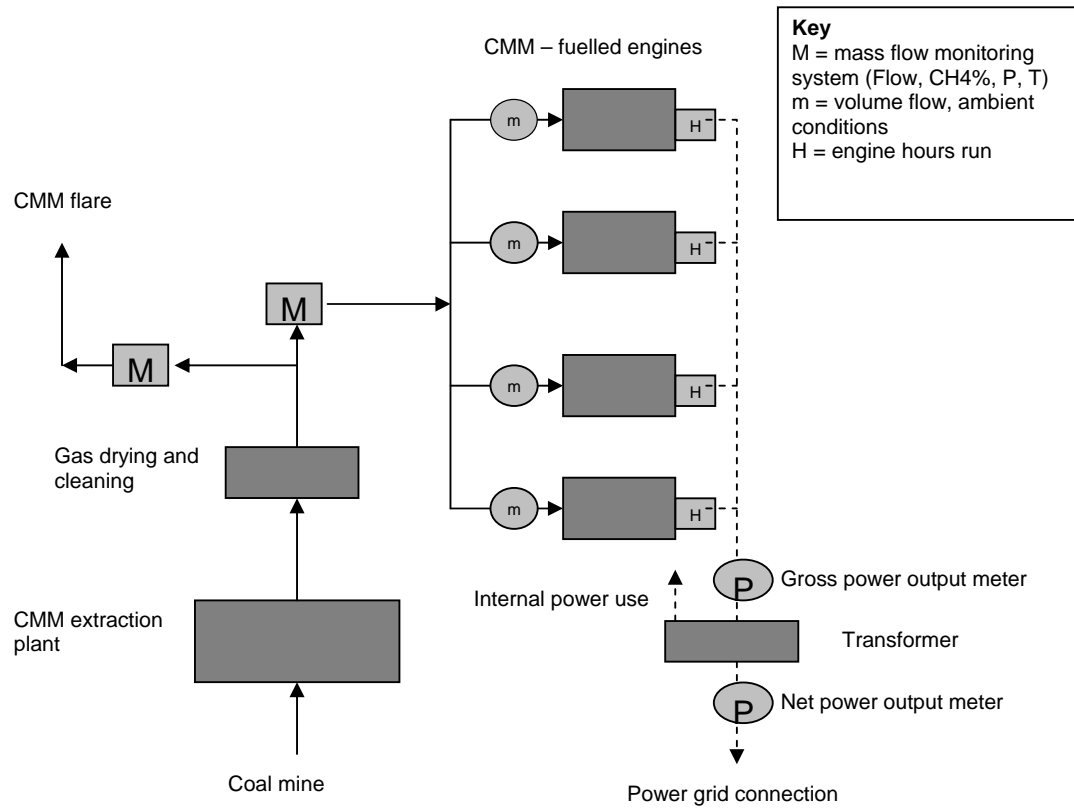 CMM – fuelled engines
Key
M = mass flow monitoring
system (Flow, CH4%, P, T)
m = volume flow, ambient
conditions
H = engine hours run
m
H
CMM flare
m
H
M
M
m
H
Gas drying and
cleaning
m
H
P
Gross power output meter
Internal power use
CMM extraction
plant
Transformer
P
Net power output meter
Coal mine
Power grid connection